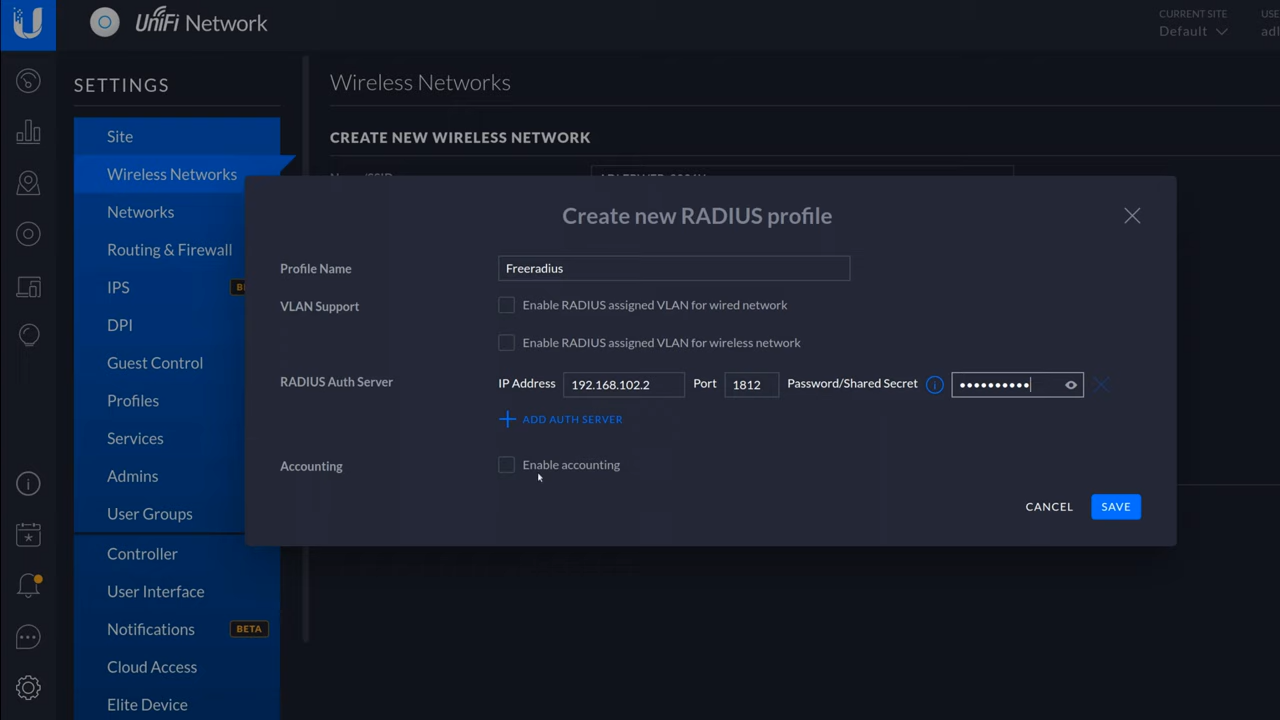 UniFi Network
CURRENT SITE
Default
SETTINGS
Site
Wireless Networks
Networks
Routing & Firewall
IPS
DPI
Guest Control
Profiles
Services
Admins
User Groups
Controller
User Interface
Notifications BETA
Cloud Access
Elite Device
Wireless Networks
CREATE NEW WIRELESS NETWORK
Create new RADIUS profile
Profile Name Freeradius
VLAN Support Enable RADIUS assigned VLAN for wired network
Enable RADIUS assigned VLAN for wireless network
RADIUS Auth Server IP Address 192.168.102.2 Port 1812 Password/Shared Secret ••••••••••
ADD AUTH SERVER
Accounting Enable accounting
CANCEL SAVE